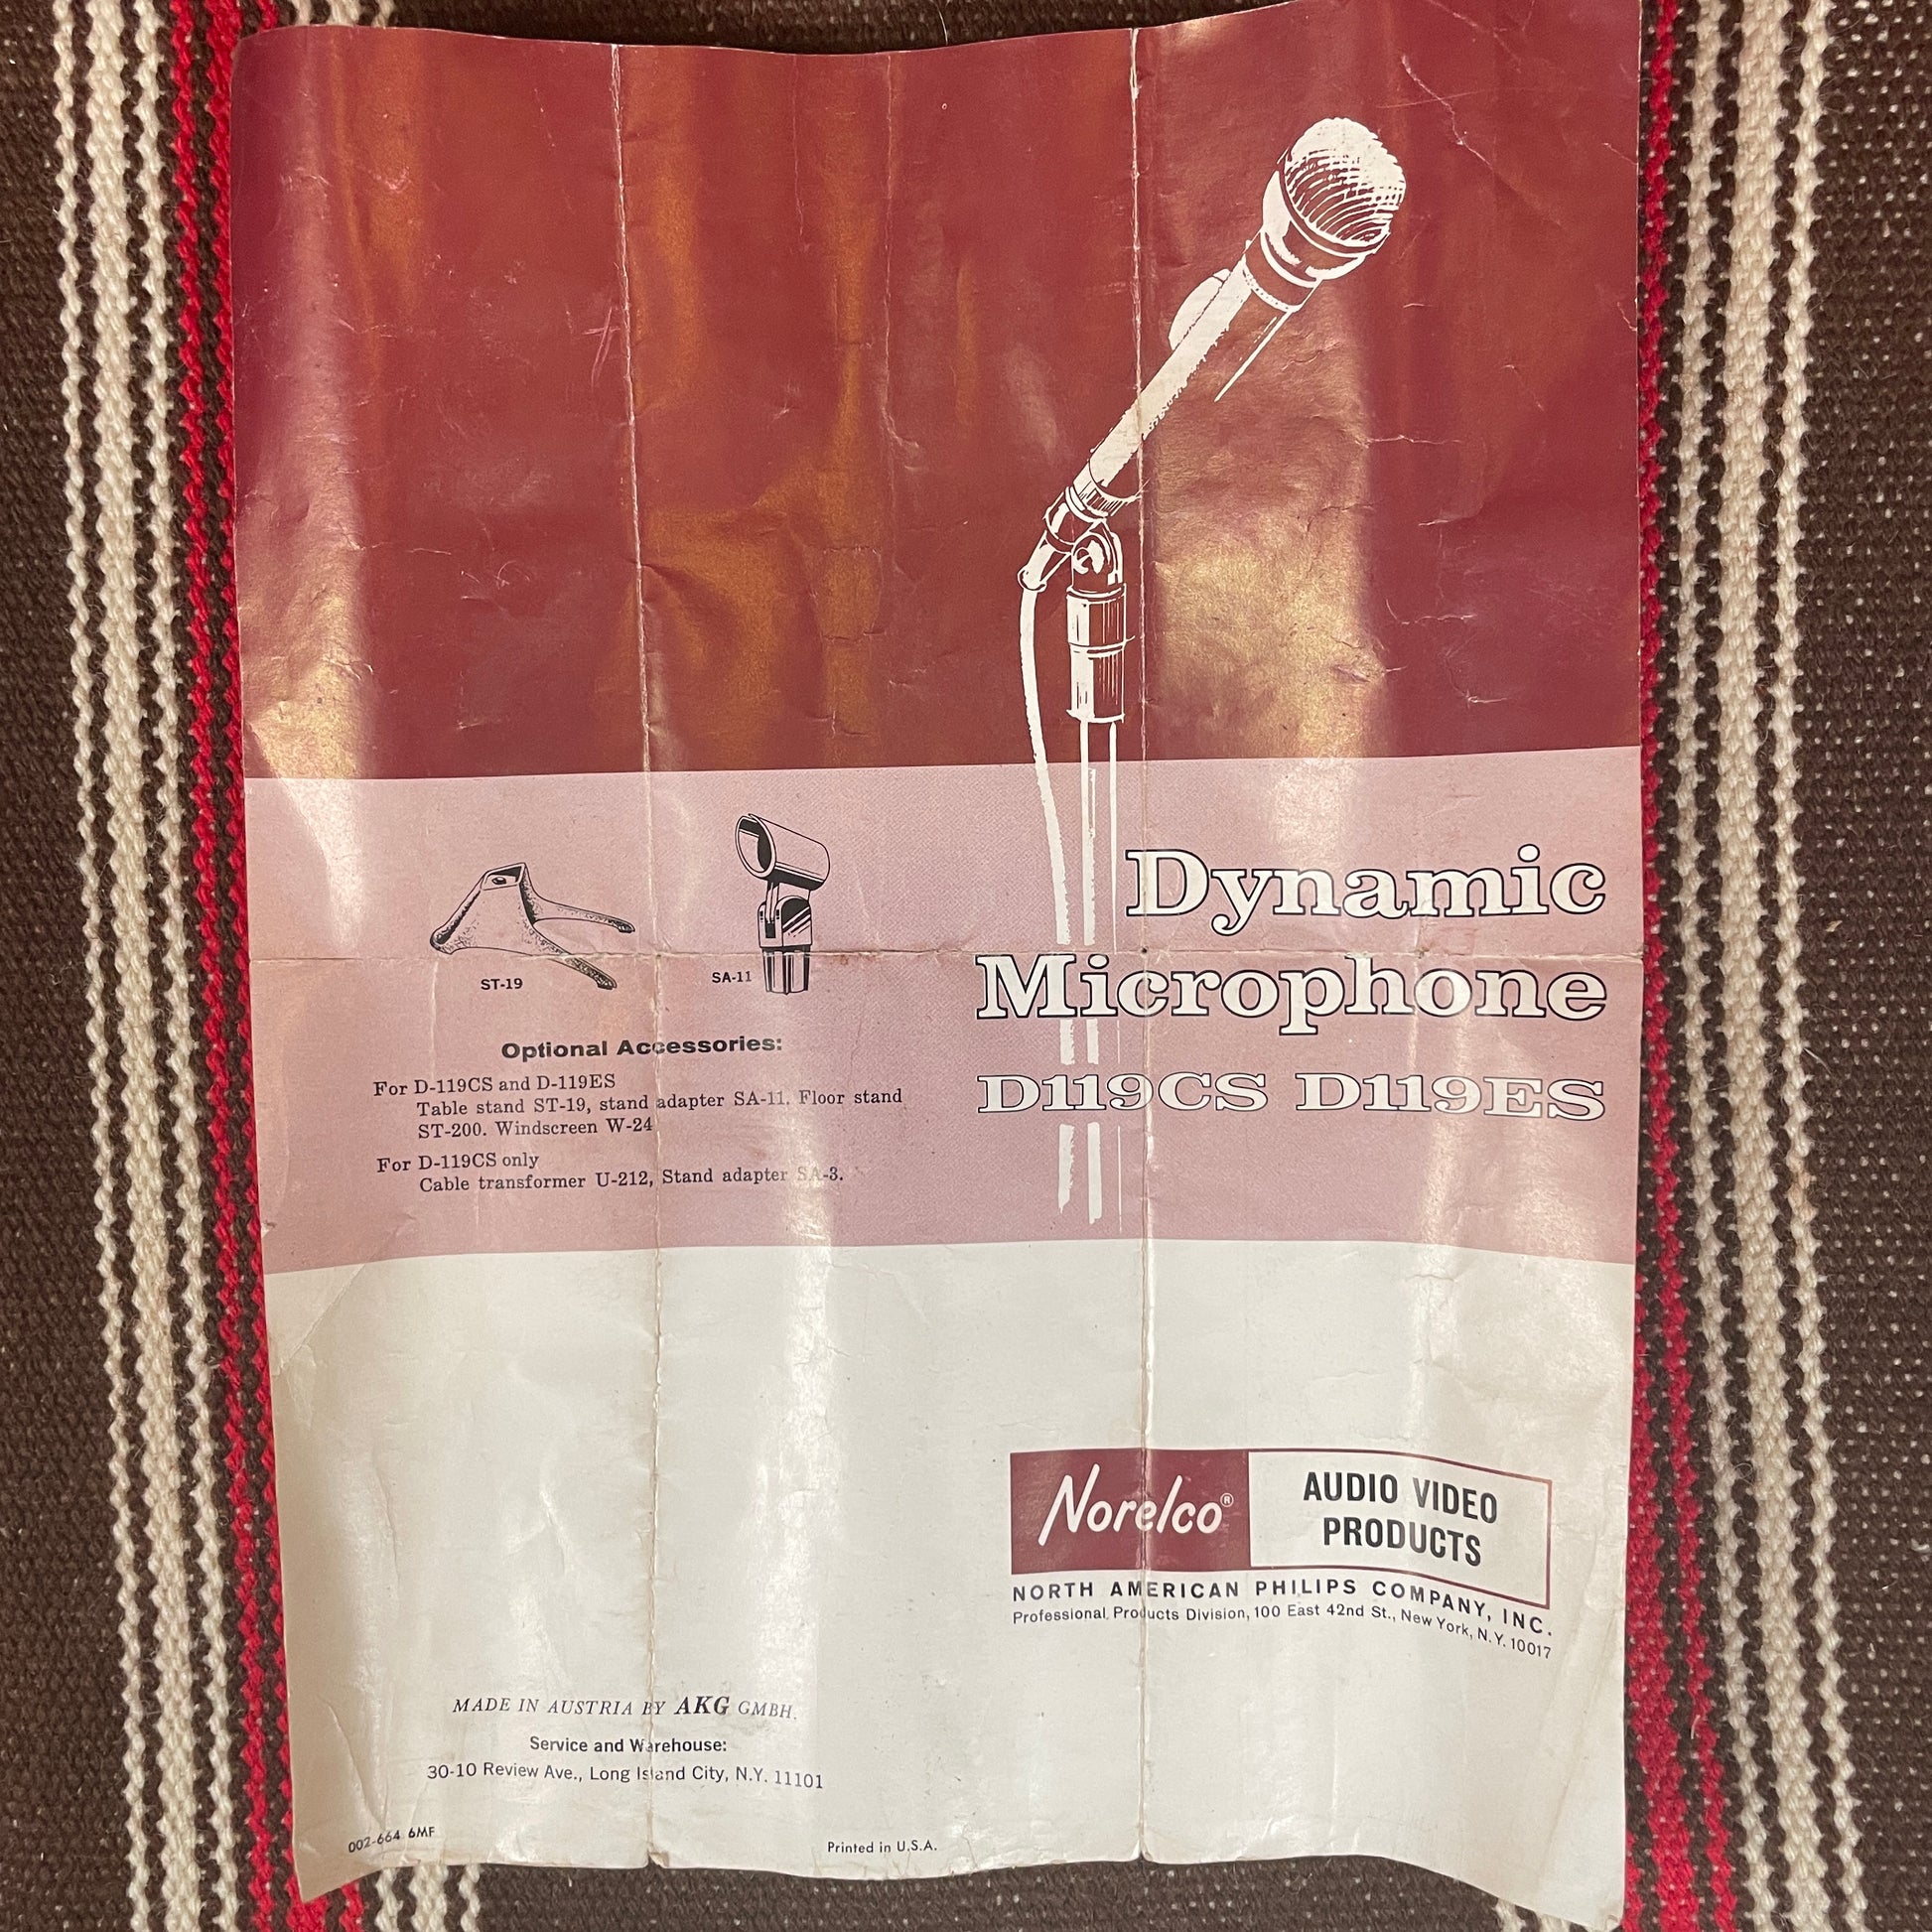 ST-19
SA-11
Optional Accessories:
For D-119CS and D-119ES
Table stand ST-19, stand adapter SA-11. Floor stand
ST-200. Windscreen W-24
For D-119CS only
Cable transformer U-212, Stand adapter SA-3.
Dynamic
Microphone
D119CS D119ES
Norelco®
AUDIO VIDEO
PRODUCTS
NORTH AMERICAN PHILIPS COMPANY, INC.
Professional Products Division, 100 East 42nd St., New York, N.Y. 10017
MADE IN AUSTRIA BY AKG GMBH.
Service and Warehouse:
30-10 Review Ave., Long Island City, N.Y. 11101
002-664 6MF
Printed in U.S.A.